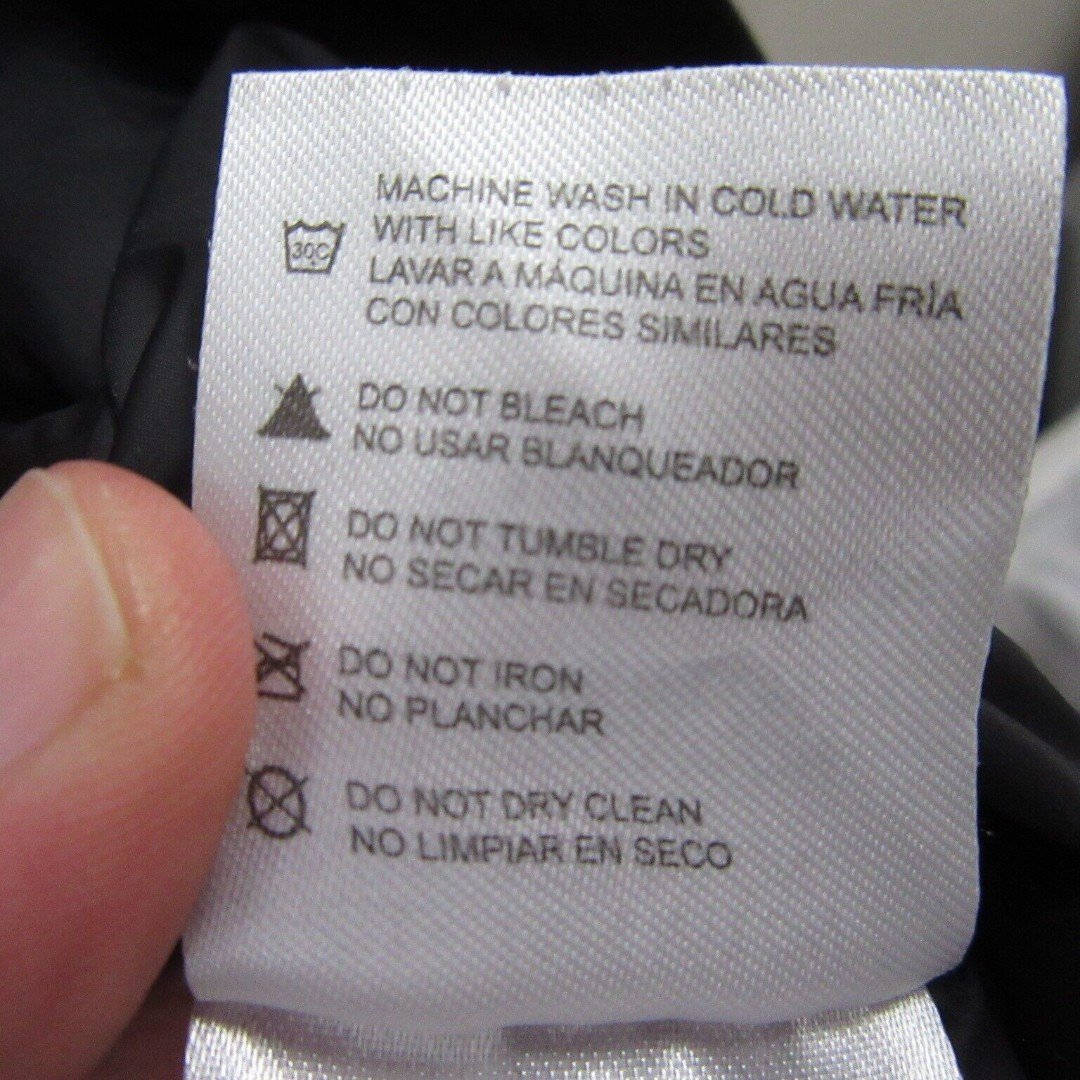 MACHINE WASH IN COLD WATER
WITH LIKE COLORS
30C
LAVAR A MÁQUINA EN AGUA FRÍA
CON COLORES SIMILARES
DO NOT BLEACH
NO USAR BLANQUEADOR
DO NOT TUMBLE DRY
NO SECAR EN SECADORA
DO NOT IRON
NO PLANCHAR
DO NOT DRY CLEAN
NO LIMPIAR EN SECO